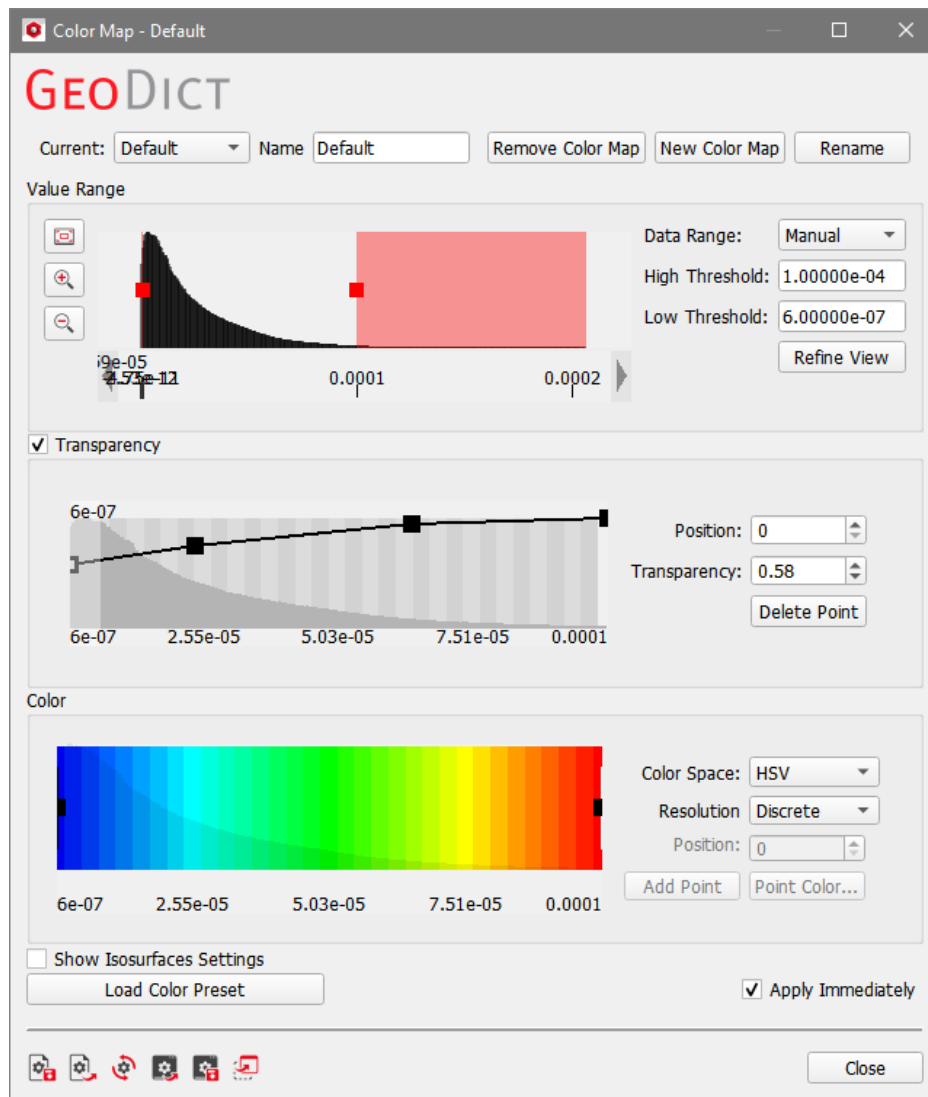 Color Map - Default
GEODICT
Current: Default Name Default Remove Color Map New Color Map Rename
Value Range
Data Range: Manual
High Threshold: 1.00000e-04
Low Threshold: 6.00000e-07
Refine View
0.0001 0.0002
Transparency
6e-07
Position: 0
Transparency: 0.58
Delete Point
6e-07 2.55e-05 5.03e-05 7.51e-05 0.0001
Color
Color Space: HSV
Resolution Discrete
Position: 0
Add Point Point Color...
6e-07 2.55e-05 5.03e-05 7.51e-05 0.0001
Show Isosurfaces Settings
Load Color Preset Apply Immediately
Close